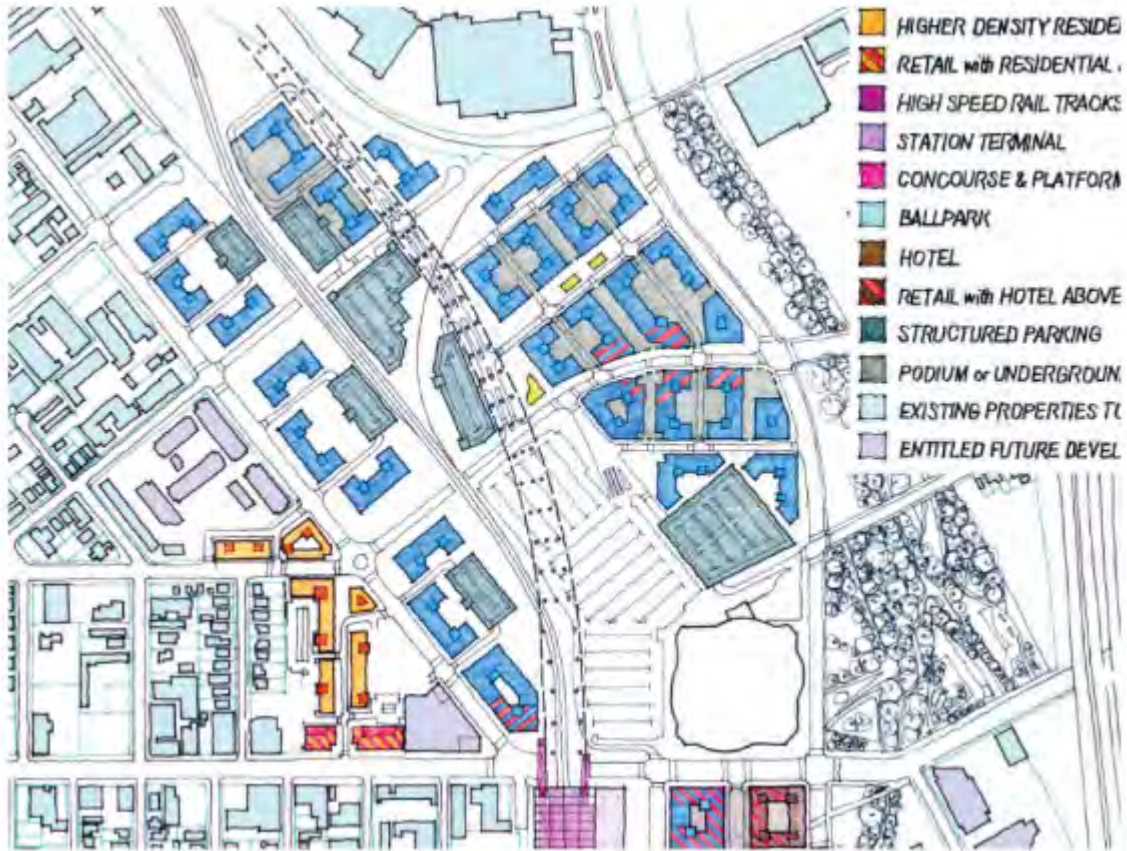 HIGHER DENSITY RESIDE
RETAIL with RESIDENTIAL
HIGH SPEED RAIL TRACKS
STATION TERMINAL
CONCOURSE & PLATFORM
BALLPARK
HOTEL
RETAIL with HOTEL ABOVE
STRUCTURED PARKING
PODIUM or UNDERGROUN
EXISTING PROPERTIES TO
ENTITLED FUTURE DEVEL